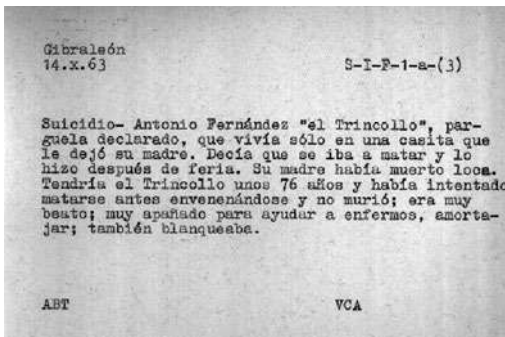 Gibraleón
14.x.63 S-I-F-1-a-(3)
Suicidio- Antonio Fernández "el Trincollo", par-
guela declarado, que vivía sólo en una casita que
le dejó su madre. Decía que se iba a matar y lo
hizo después de feria. Su madre había muerto loca.
Tendría el Trincollo unos 76 años y había intentado
matarse antes envenenándose y no murió; era muy
beato; muy apañado para ayudar a enfermos, amorta-
jar; también blanqueaba.
ABT VCA